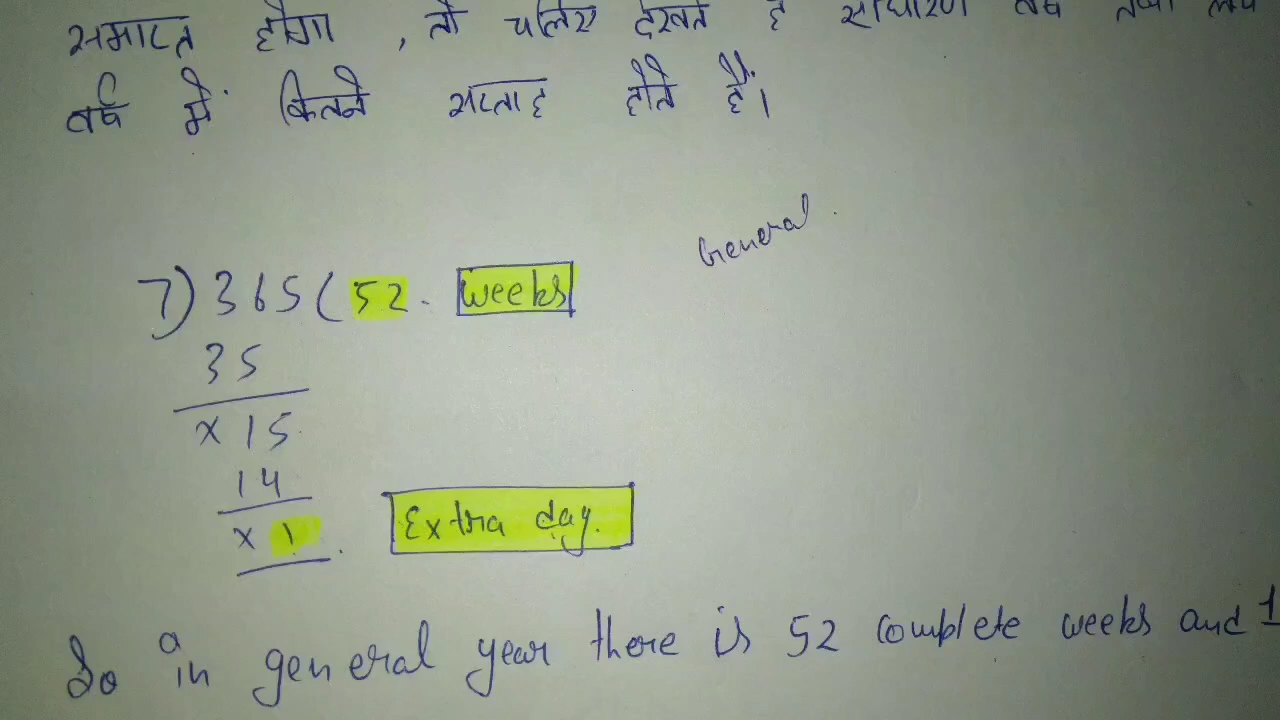 समाप्त होगा , तो चलिए देखते है साधारण वर्ष तथा
वर्ष में कितने सप्ताह होते हैं।
General.
7) 365 ( 52. weeks
35
x 15
14
x 1. Extra day.
So in a general year there is 52 complete weeks and 1